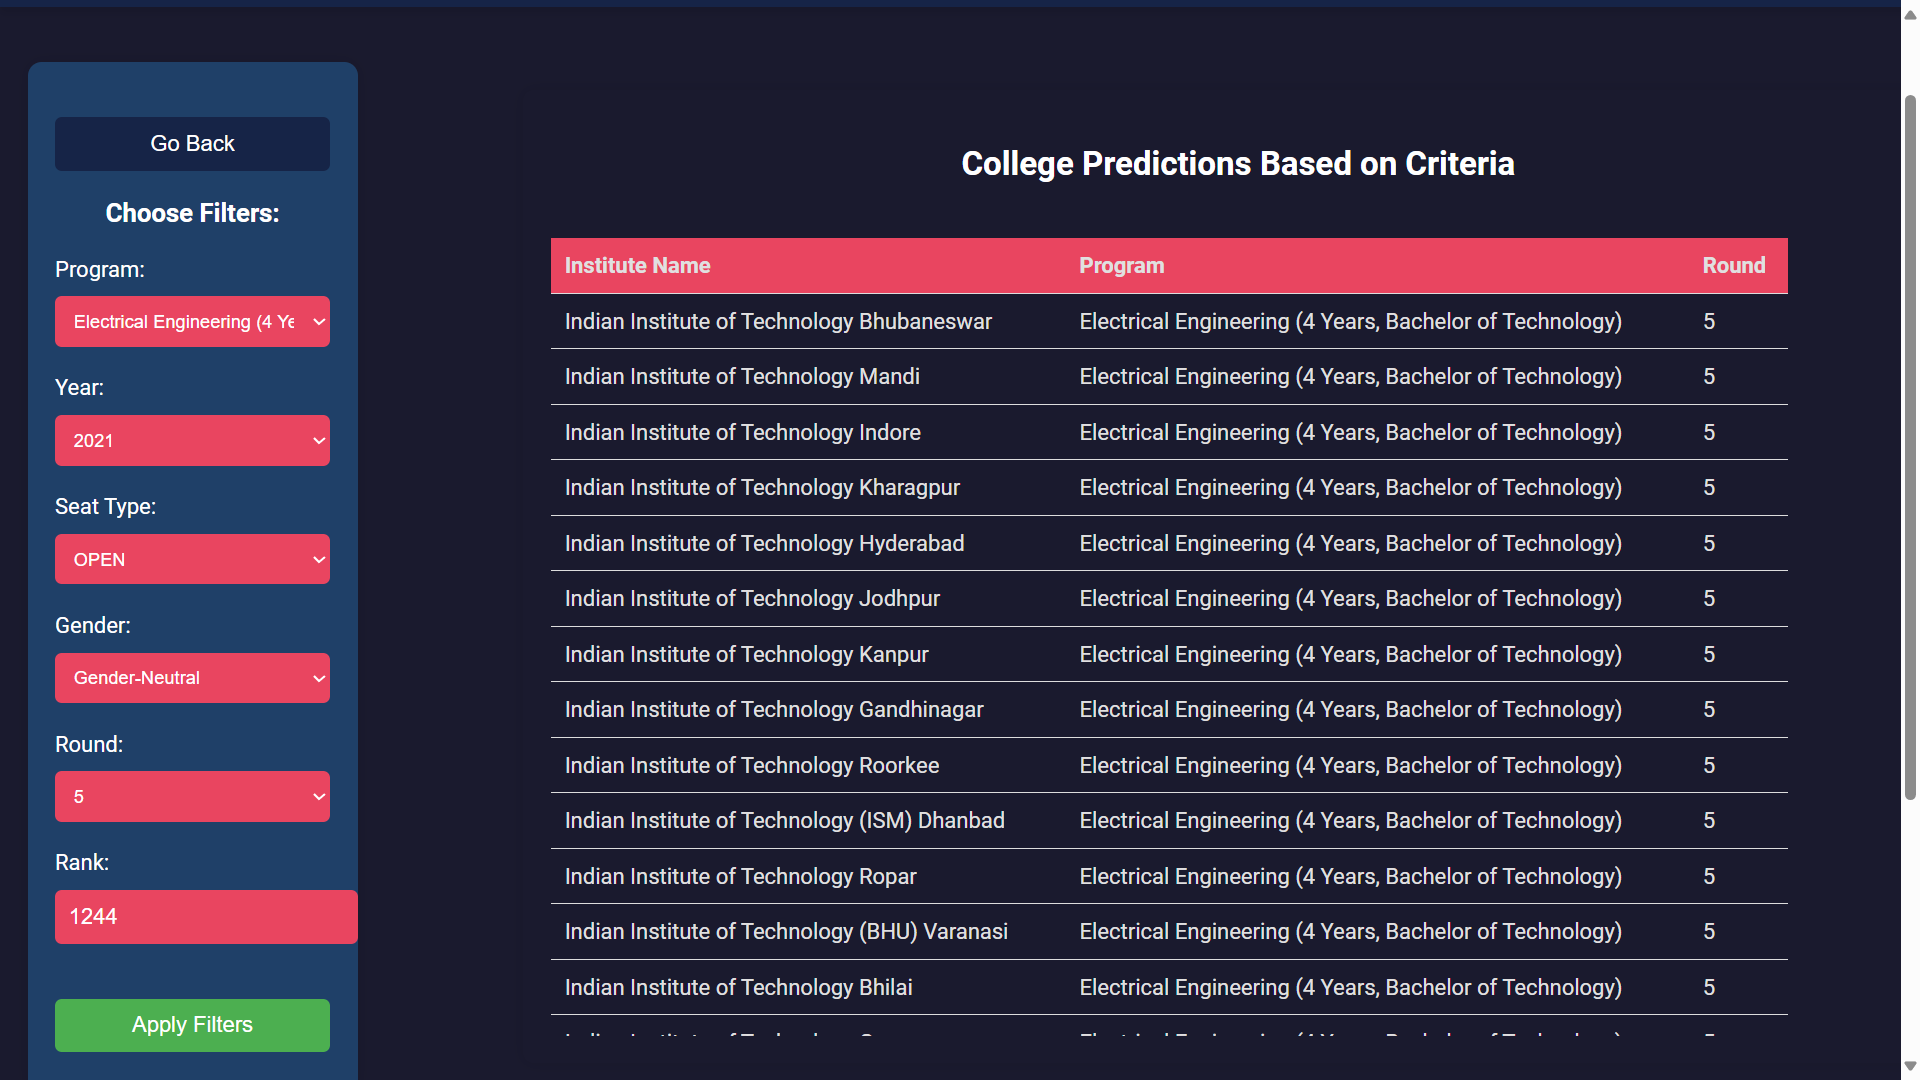 Go Back
Choose Filters:
Program:
Electrical Engineering (4 Ye
Year:
2021
Seat Type:
OPEN
Gender:
Gender-Neutral
Round:
5
Rank:
1244
Apply Filters
College Predictions Based on Criteria
Institute Name Program Round
Indian Institute of Technology Bhubaneswar Electrical Engineering (4 Years, Bachelor of Technology) 5
Indian Institute of Technology Mandi Electrical Engineering (4 Years, Bachelor of Technology) 5
Indian Institute of Technology Indore Electrical Engineering (4 Years, Bachelor of Technology) 5
Indian Institute of Technology Kharagpur Electrical Engineering (4 Years, Bachelor of Technology) 5
Indian Institute of Technology Hyderabad Electrical Engineering (4 Years, Bachelor of Technology) 5
Indian Institute of Technology Jodhpur Electrical Engineering (4 Years, Bachelor of Technology) 5
Indian Institute of Technology Kanpur Electrical Engineering (4 Years, Bachelor of Technology) 5
Indian Institute of Technology Gandhinagar Electrical Engineering (4 Years, Bachelor of Technology) 5
Indian Institute of Technology Roorkee Electrical Engineering (4 Years, Bachelor of Technology) 5
Indian Institute of Technology (ISM) Dhanbad Electrical Engineering (4 Years, Bachelor of Technology) 5
Indian Institute of Technology Ropar Electrical Engineering (4 Years, Bachelor of Technology) 5
Indian Institute of Technology (BHU) Varanasi Electrical Engineering (4 Years, Bachelor of Technology) 5
Indian Institute of Technology Bhilai Electrical Engineering (4 Years, Bachelor of Technology) 5